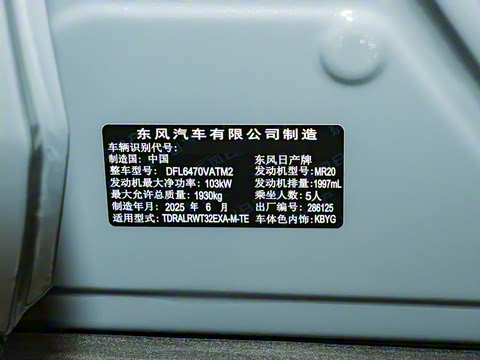 东风汽车有限公司制造
车辆识别代号：
制造国：中国 东风日产牌
整车型号：DFL6470VATM2 发动机型号：MR20
发动机最大净功率：103kW 发动机排量：1997mL
最大允许总质量：1930kg 乘坐人数：5人
制造年月：2025 年 6 月 出厂编号：286125
适用型式：TDRALRWT32EXA-M-TE 车体色内饰：KBYG